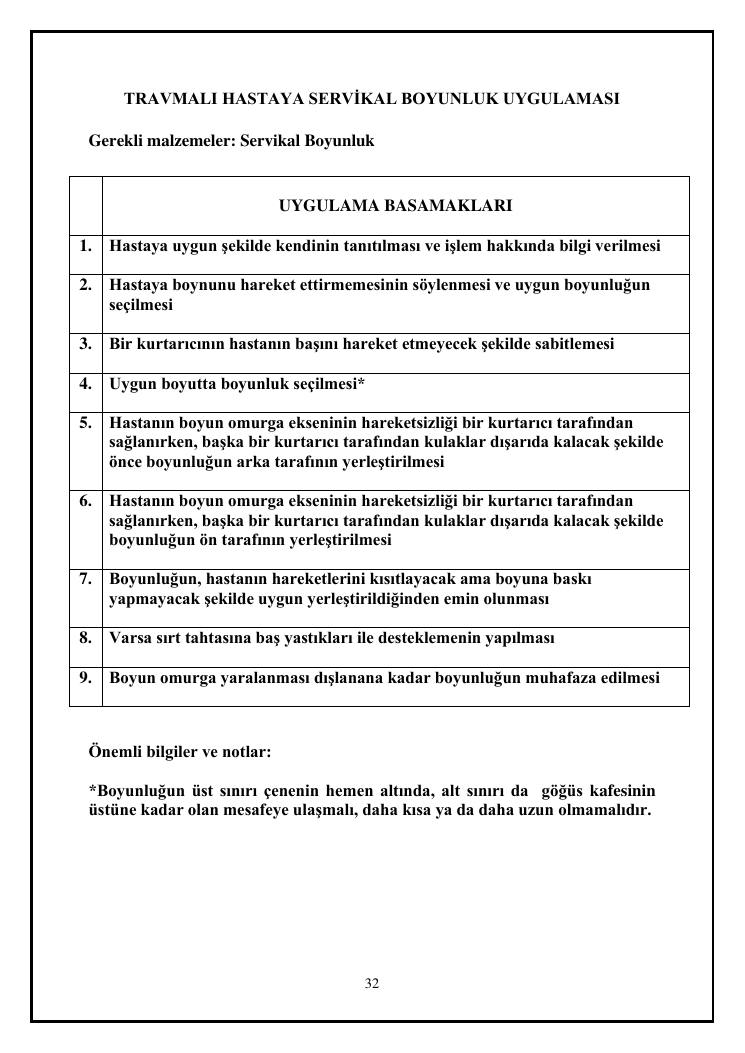 TRAVMALI HASTAYA SERVİKAL BOYUNLUK UYGULAMASI
Gerekli malzemeler: Servikal Boyunluk
UYGULAMA BASAMAKLARI
1. Hastaya uygun şekilde kendinin tanıtılması ve işlem hakkında bilgi verilmesi
2. Hastaya boynunu hareket ettirmemesinin söylenmesi ve uygun boyunluğun
seçilmesi
3. Bir kurtarıcının hastanın başını hareket etmeyecek şekilde sabitlemesi
4. Uygun boyutta boyunluk seçilmesi*
5. Hastanın boyun omurga ekseninin hareketsizliği bir kurtarıcı tarafından
sağlanırken, başka bir kurtarıcı tarafından kulaklar dışarıda kalacak şekilde
önce boyunluğun arka tarafının yerleştirilmesi
6. Hastanın boyun omurga ekseninin hareketsizliği bir kurtarıcı tarafından
sağlanırken, başka bir kurtarıcı tarafından kulaklar dışarıda kalacak şekilde
boyunluğun ön tarafının yerleştirilmesi
7. Boyunluğun, hastanın hareketlerini kısıtlayacak ama boyuna baskı
yapmayacak şekilde uygun yerleştirildiğinden emin olunması
8. Varsa sırt tahtasına baş yastıkları ile desteklemenin yapılması
9. Boyun omurga yaralanması dışlanana kadar boyunluğun muhafaza edilmesi
Önemli bilgiler ve notlar:
*Boyunluğun üst sınırı çenenin hemen altında, alt sınırı da göğüs kafesinin
üstüne kadar olan mesafeye ulaşmalı, daha kısa ya da daha uzun olmamalıdır.
32